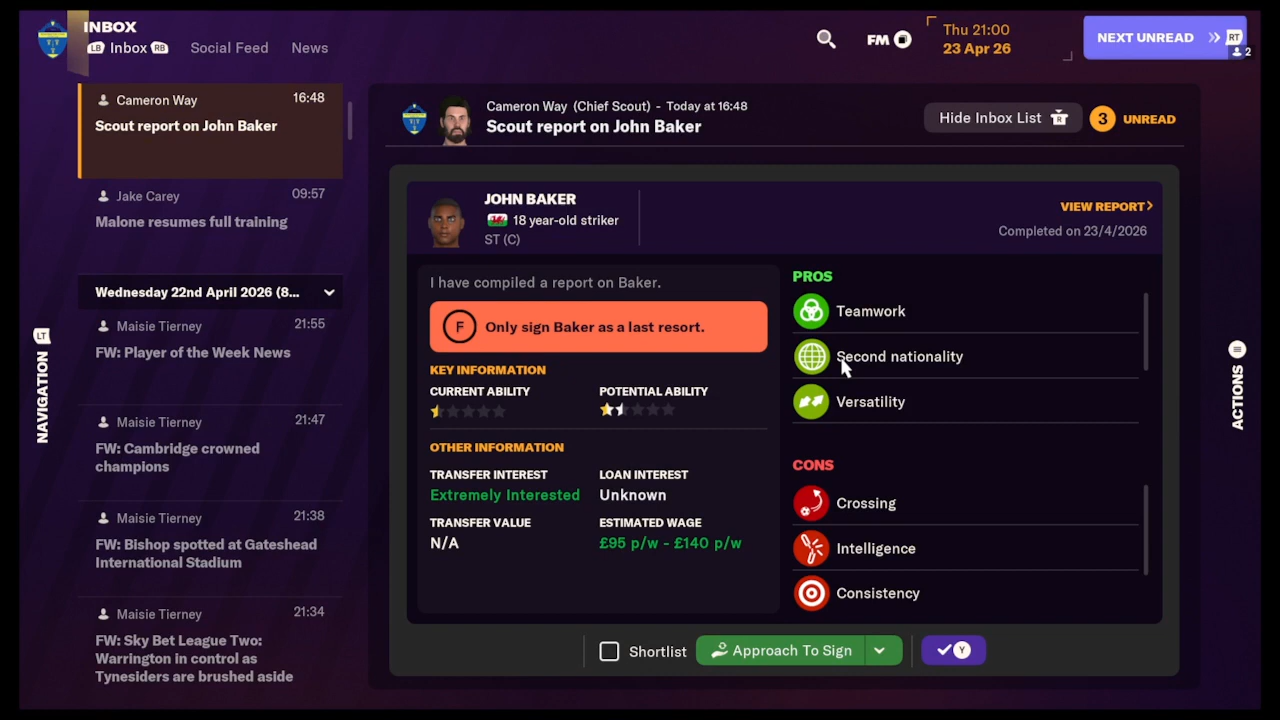 INBOX
LB Inbox RB Social Feed News
FM
Thu 21:00
23 Apr 26
NEXT UNREAD RT
2
Cameron Way 16:48
Scout report on John Baker
Jake Carey 09:57
Malone resumes full training
Wednesday 22nd April 2026 (8...
Maisie Tierney 21:55
FW: Player of the Week News
Maisie Tierney 21:47
FW: Cambridge crowned
champions
Maisie Tierney 21:38
FW: Bishop spotted at Gateshead
International Stadium
Maisie Tierney 21:34
FW: Sky Bet League Two:
Warrington in control as
Tynesiders are brushed aside
LT
NAVIGATION
Cameron Way (Chief Scout) - Today at 16:48
Scout report on John Baker
Hide Inbox List R
3 UNREAD
JOHN BAKER
18 year-old striker
ST (C)
VIEW REPORT
Completed on 23/4/2026
I have compiled a report on Baker.
F Only sign Baker as a last resort.
KEY INFORMATION
CURRENT ABILITY POTENTIAL ABILITY
OTHER INFORMATION
TRANSFER INTEREST LOAN INTEREST
Extremely Interested Unknown
TRANSFER VALUE ESTIMATED WAGE
N/A £95 p/w - £140 p/w
PROS
Teamwork
Second nationality
Versatility
CONS
Crossing
Intelligence
Consistency
Shortlist Approach To Sign Y
ACTIONS